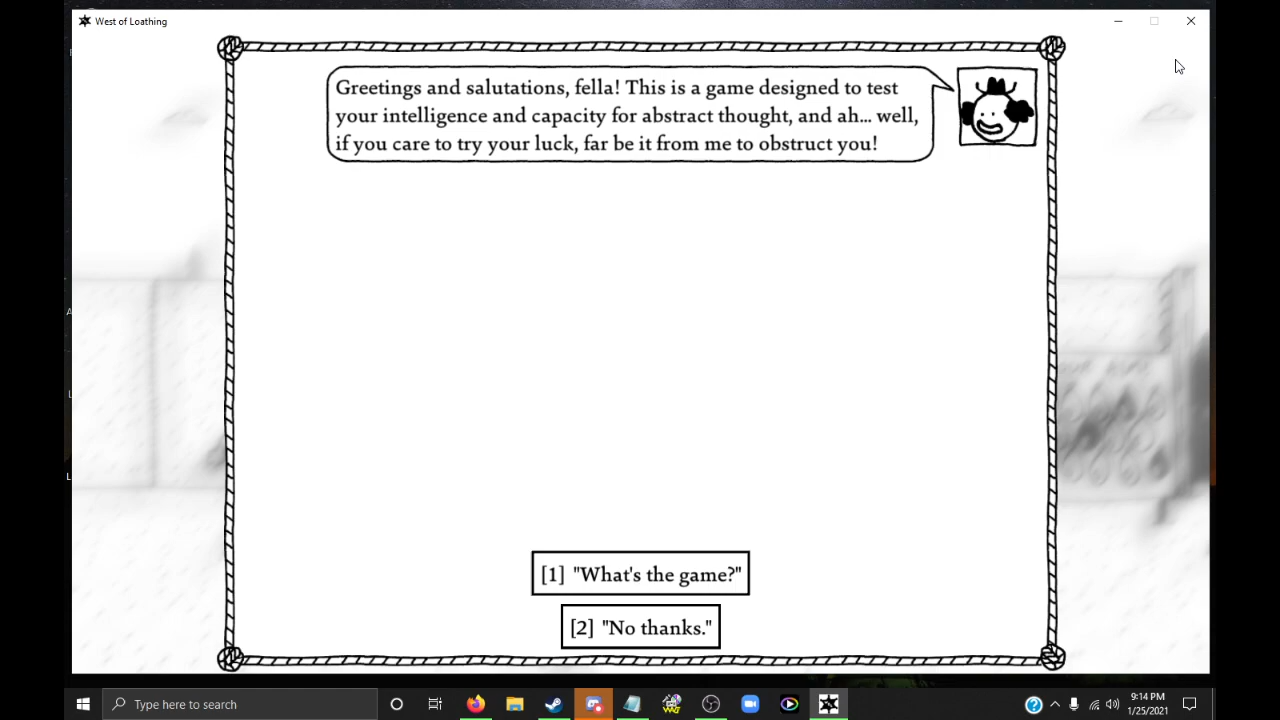 West of Loathing
Greetings and salutations, fella! This is a game designed to test
your intelligence and capacity for abstract thought, and ah... well,
if you care to try your luck, far be it from me to obstruct you!
[1] "What's the game?"
[2] "No thanks."
A
L
L
Type here to search
9:14 PM
1/25/2021